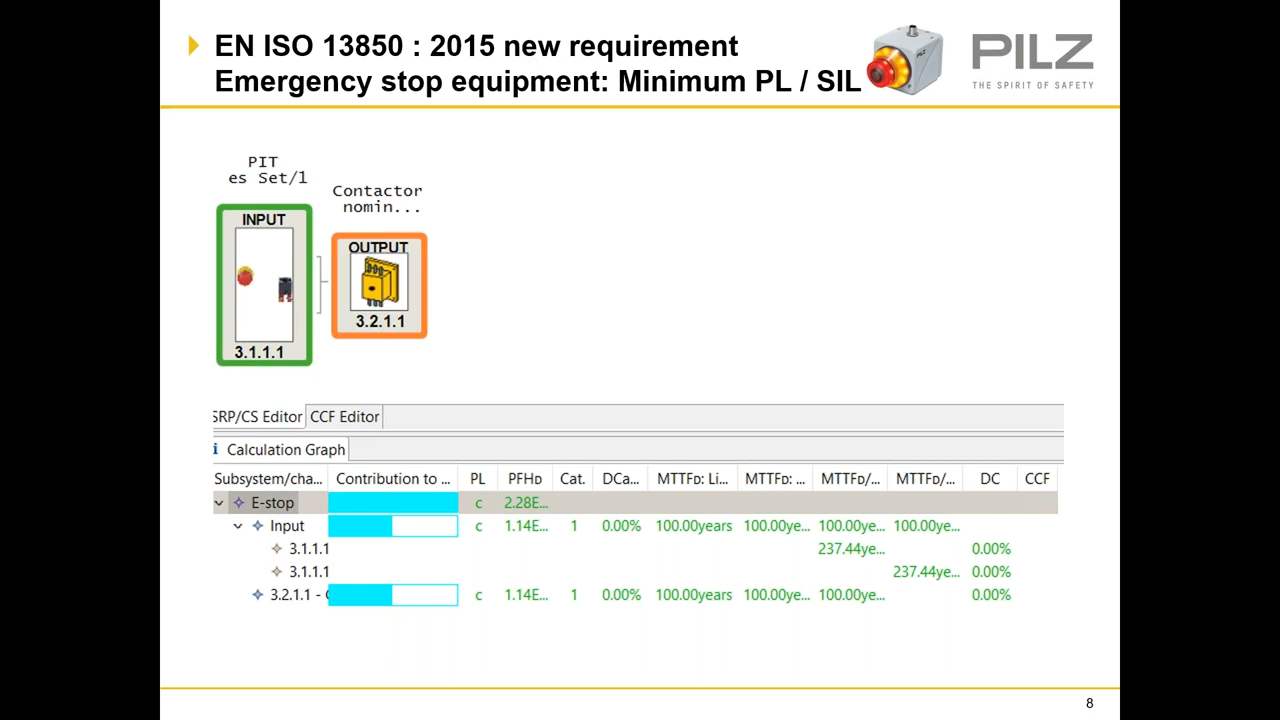 EN ISO 13850 : 2015 new requirement
Emergency stop equipment: Minimum PL / SIL
PILZ
THE SPIRIT OF SAFETY
PIT
es Set/1
Contactor
nomin...
INPUT
3.1.1.1
OUTPUT
3.2.1.1
SRP/CS Editor CCF Editor
Calculation Graph
Subsystem/cha... Contribution to ... PL PFHD Cat. DCa... MTTFD: Li... MTTFD: ... MTTFD/... MTTFD/... DC CCF
E-stop c 2.28E...
Input c 1.14E... 1 0.00% 100.00years 100.00ye... 100.00ye... 100.00ye...
3.1.1.1 237.44ye... 0.00%
3.1.1.1 237.44ye... 0.00%
3.2.1.1 - c 1.14E... 1 0.00% 100.00years 100.00ye... 100.00ye... 0.00%
8